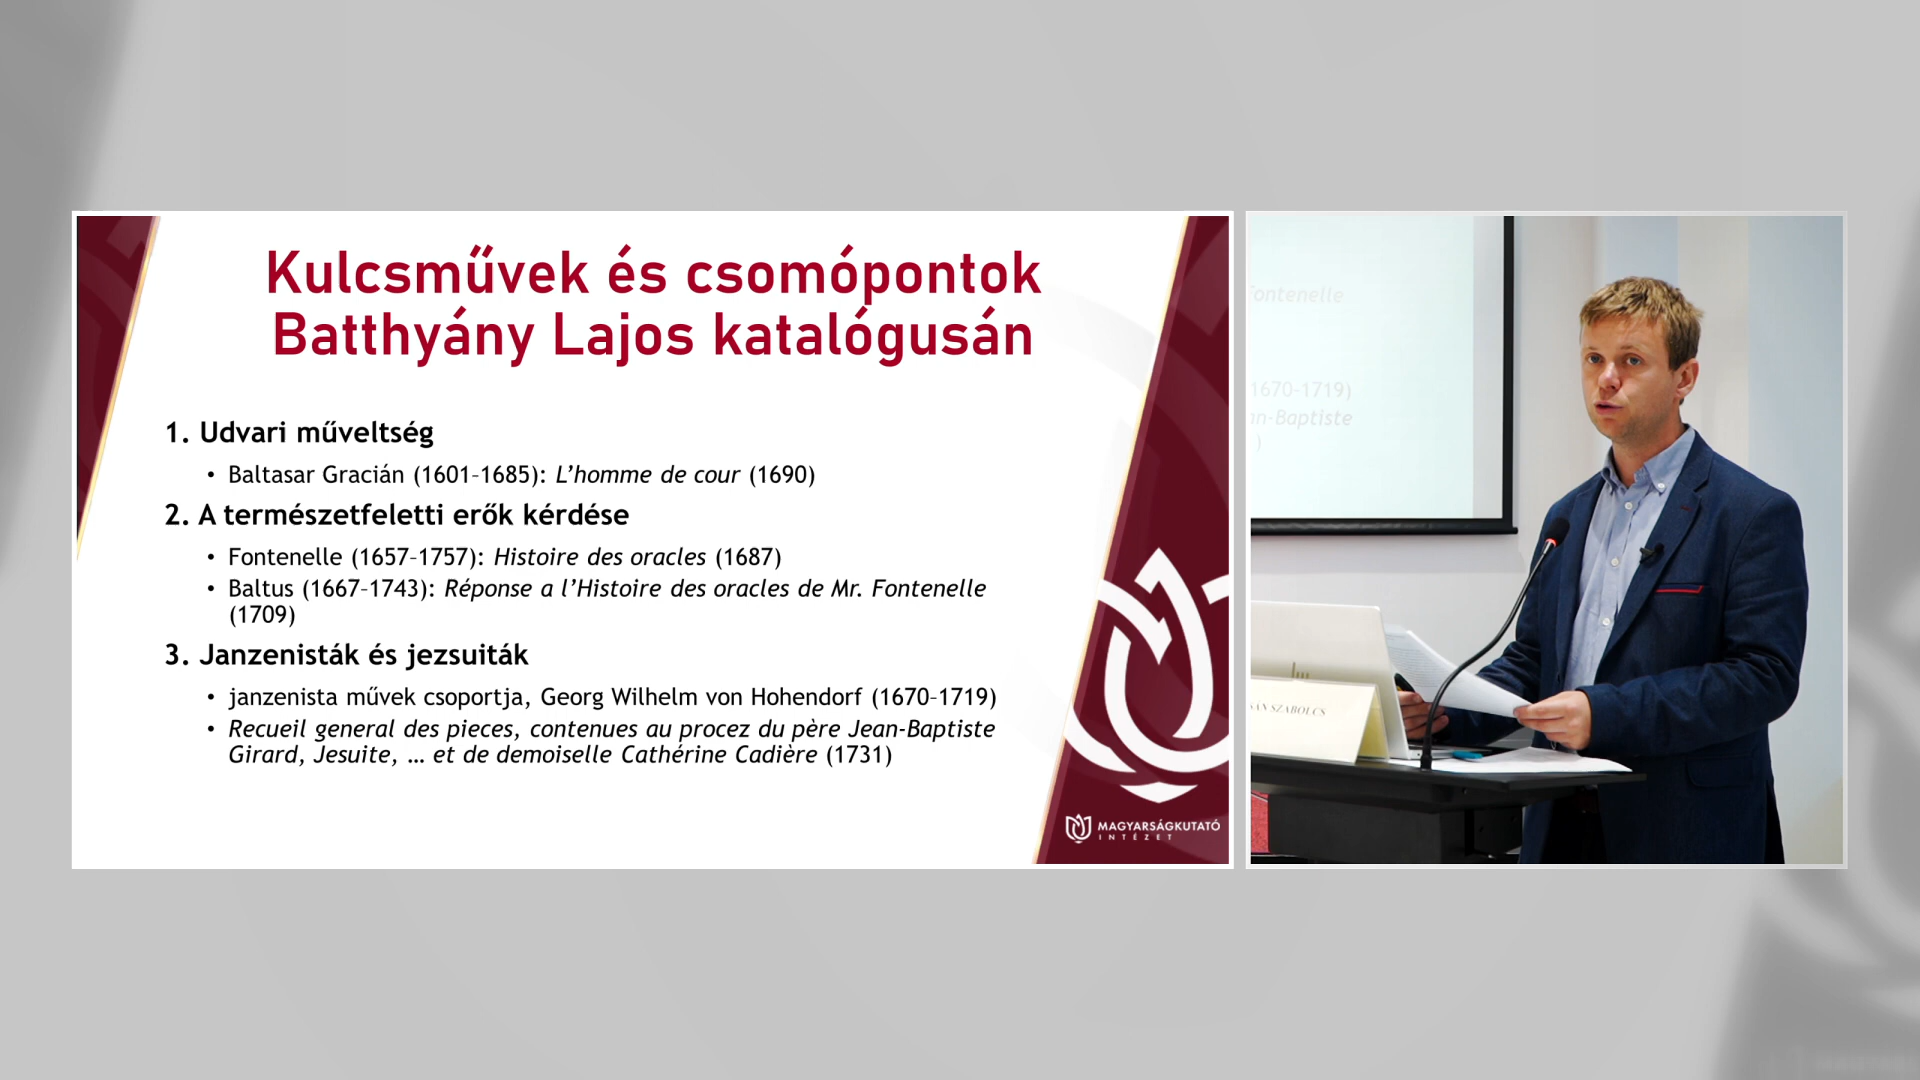 Kulcsművek és csomópontok
Batthyány Lajos katalógusán
1. Udvari műveltség
• Baltasar Gracián (1601–1685): L’homme de cour (1690)
2. A természetfeletti erők kérdése
• Fontenelle (1657–1757): Histoire des oracles (1687)
• Baltus (1667–1743): Réponse a l’Histoire des oracles de Mr. Fontenelle
(1709)
3. Janzenisták és jezsuiták
• janzenista művek csoportja, Georg Wilhelm von Hohendorf (1670–1719)
• Recueil general des pieces, contenues au procez du père Jean-Baptiste
Girard, Jesuite, … et de demoiselle Cathérine Cadière (1731)
MAGYARSÁGKUTATÓ
INTÉZET
Fontenelle
1670-1719)
an-Baptiste
)
SÁN SZABOLCS